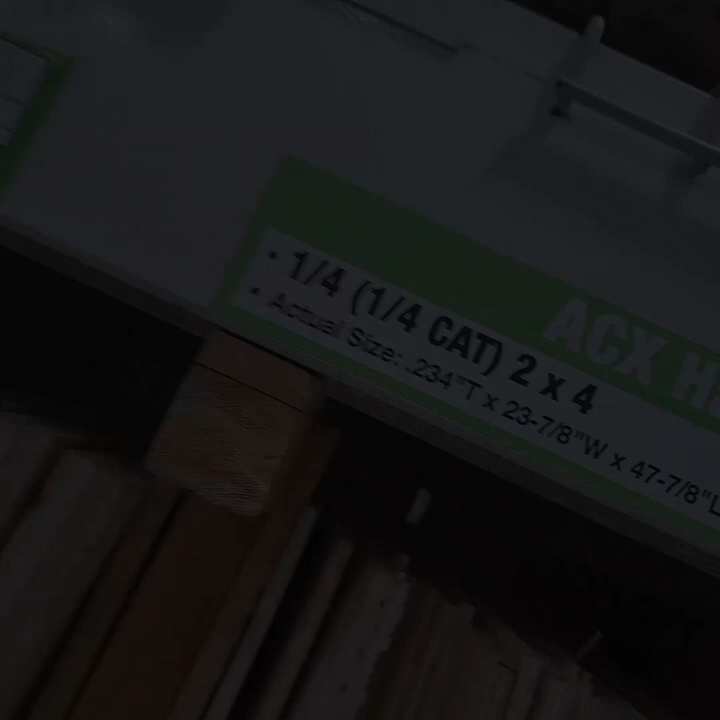 ACX
• 1/4 (1/4 CAT) 2 x 4
• Actual Size: .234"T x 23-7/8"W x 47-7/8"L